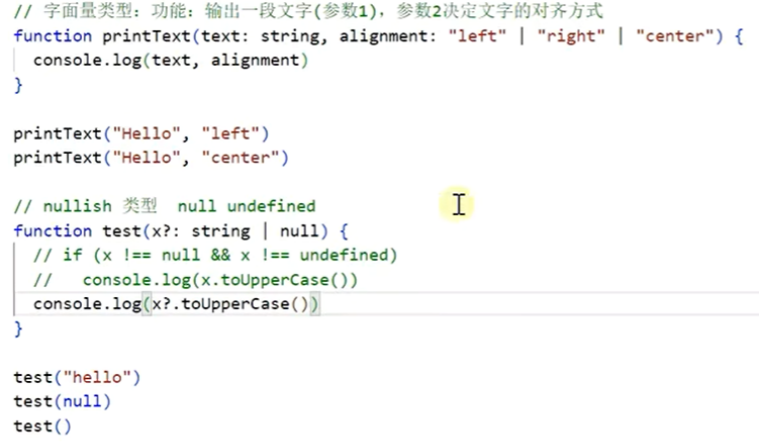 // 字面量类型：功能：输出一段文字(参数1)，参数2决定文字的对齐方式
function printText(text: string, alignment: "left" | "right" | "center") {
  console.log(text, alignment)
}
printText("Hello", "left")
printText("Hello", "center")
// nullish 类型  null undefined
function test(x?: string | null) {
  // if (x !== null && x !== undefined)
  //   console.log(x.toUpperCase())
  console.log(x?.toUpperCase())
}
test("hello")
test(null)
test()